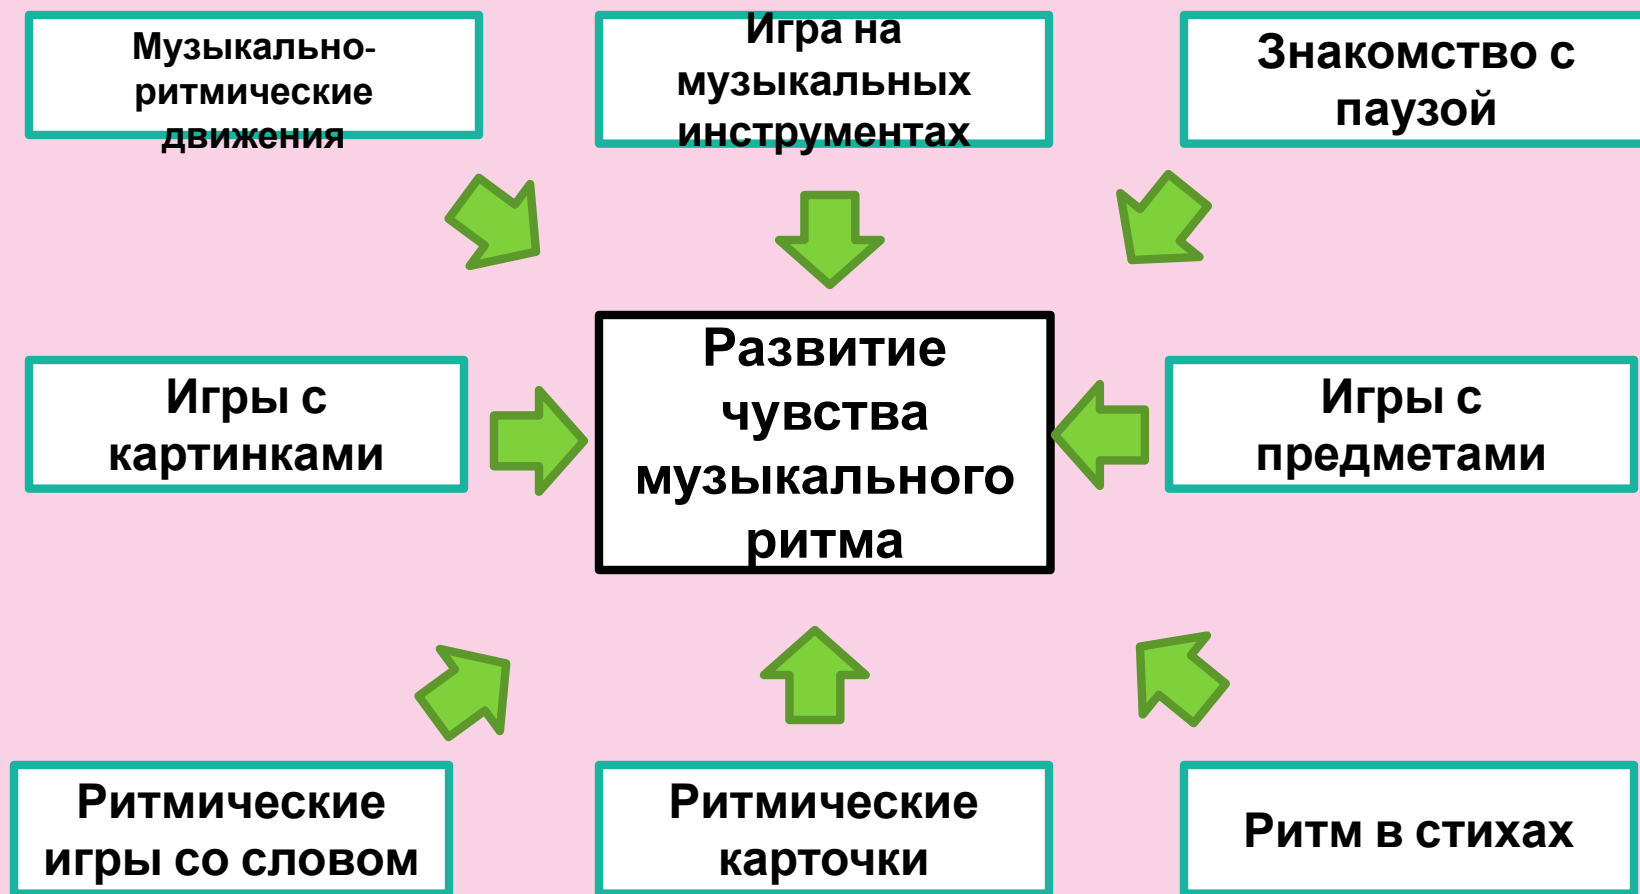 Музыкально-
ритмические
движения
Игра на
музыкальных
инструментах
Знакомство с
паузой
Игры с
картинками
Развитие
чувства
музыкального
ритма
Игры с
предметами
Ритмические
игры со словом
Ритмические
карточки
Ритм в стихах